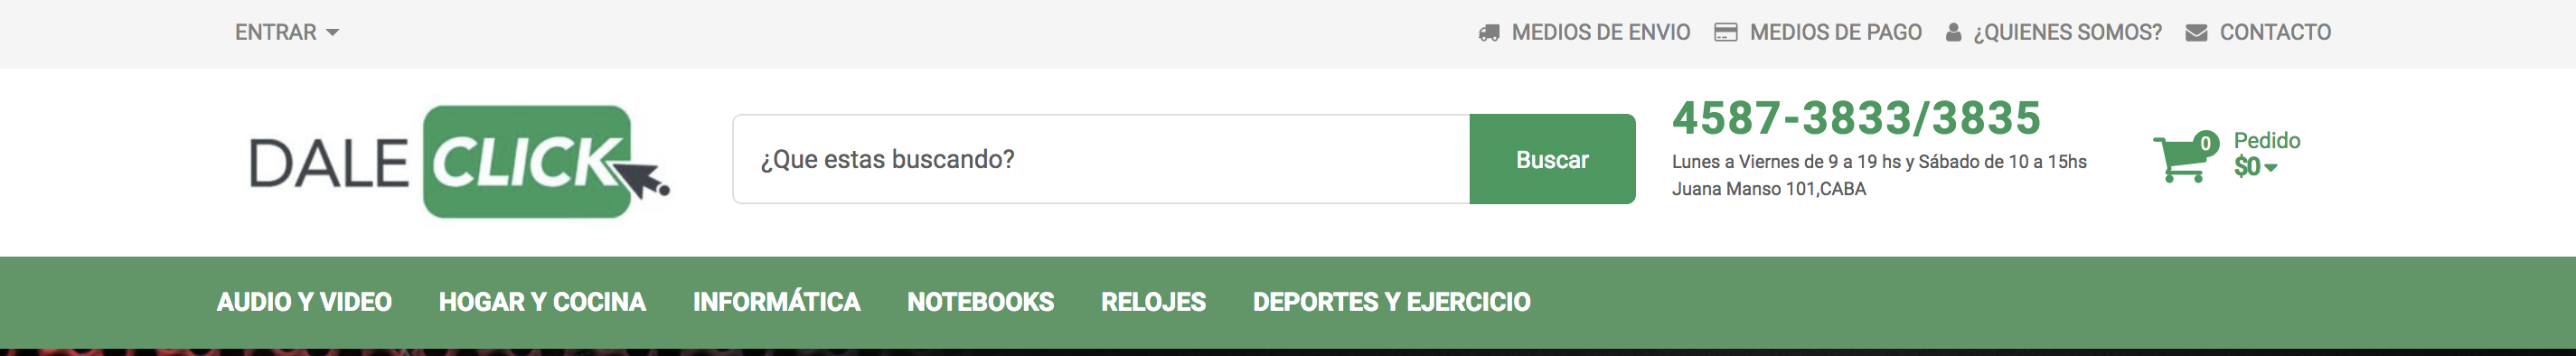 ENTRAR
MEDIOS DE ENVIO
MEDIOS DE PAGO
¿QUIENES SOMOS?
CONTACTO
DALE CLICK
¿Que estas buscando?
Buscar
4587-3833/3835
Lunes a Viernes de 9 a 19 hs y Sábado de 10 a 15hs
Juana Manso 101,CABA
0
Pedido
$0
AUDIO Y VIDEO
HOGAR Y COCINA
INFORMÁTICA
NOTEBOOKS
RELOJES
DEPORTES Y EJERCICIO